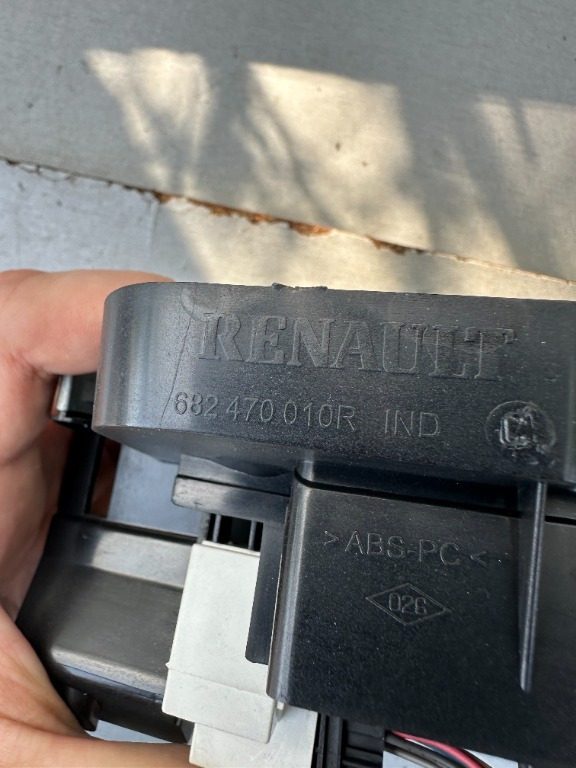 RENAULT
682 470 010R IND
>ABS-PC<
026